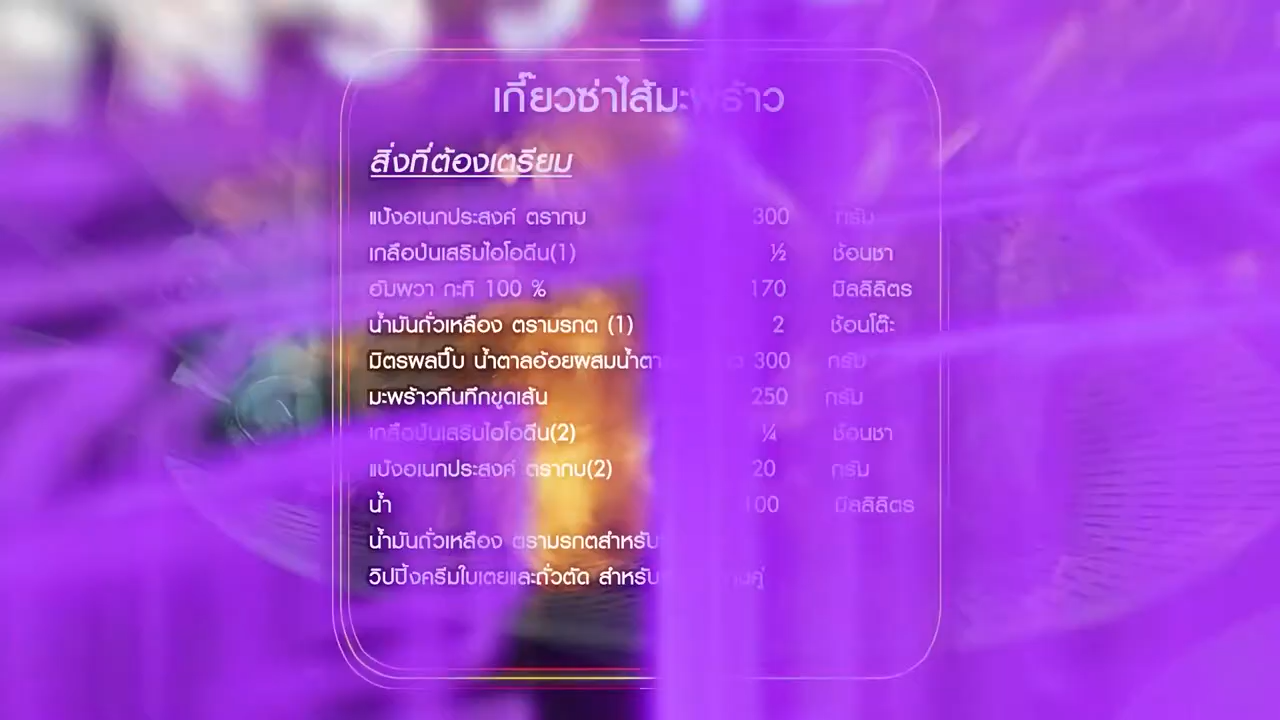 เกี๊ยวซ่าไส้มะพร้าว
สิ่งที่ต้องเตรียม
แป้งอเนกประสงค์ ตรากบ 300 กรัม
เกลือป่นเสริมไอโอดีน(1) ½ ช้อนชา
อัมพวา กะทิ 100 % 170 มิลลิลิตร
น้ำมันถั่วเหลือง ตรามรกต (1) 2 ช้อนโต๊ะ
มิตรผลปี๊บ น้ำตาลอ้อยผสมน้ำตา 300 กรัม
มะพร้าวทึนทึกขูดเส้น 250 กรัม
เกลือป่นเสริมไอโอดีน(2) ¼ ช้อนชา
แป้งอเนกประสงค์ ตรากบ(2) 20 กรัม
น้ำ 100 มิลลิลิตร
น้ำมันถั่วเหลือง ตรามรกตสำหรับ
วิปปิ้งครีมใบเตยและถั่วตัด สำหรับ